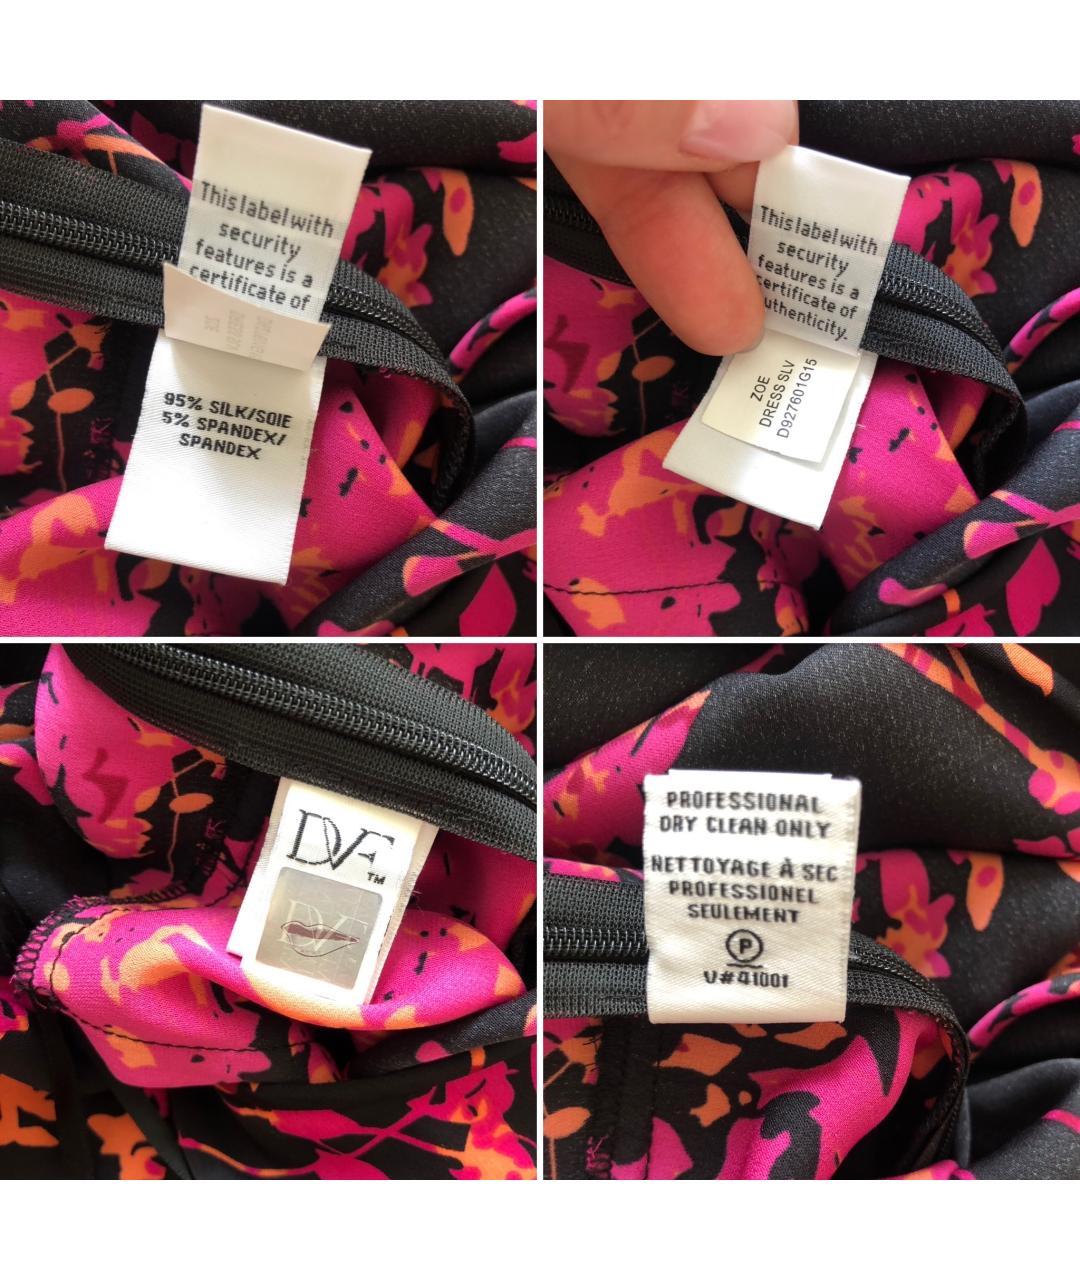 This label with
security
features is a
certificate of
95% SILK/SOIE
5% SPANDEX/
SPANDEX
This label with
security
features is a
certificate of
authenticity.
ZOE
DRESS SLV
D927601G15
DVF
TM
DVF
PROFESSIONAL
DRY CLEAN ONLY
NETTOYAGE À SEC
PROFESSIONEL
SEULEMENT
P
V#41001